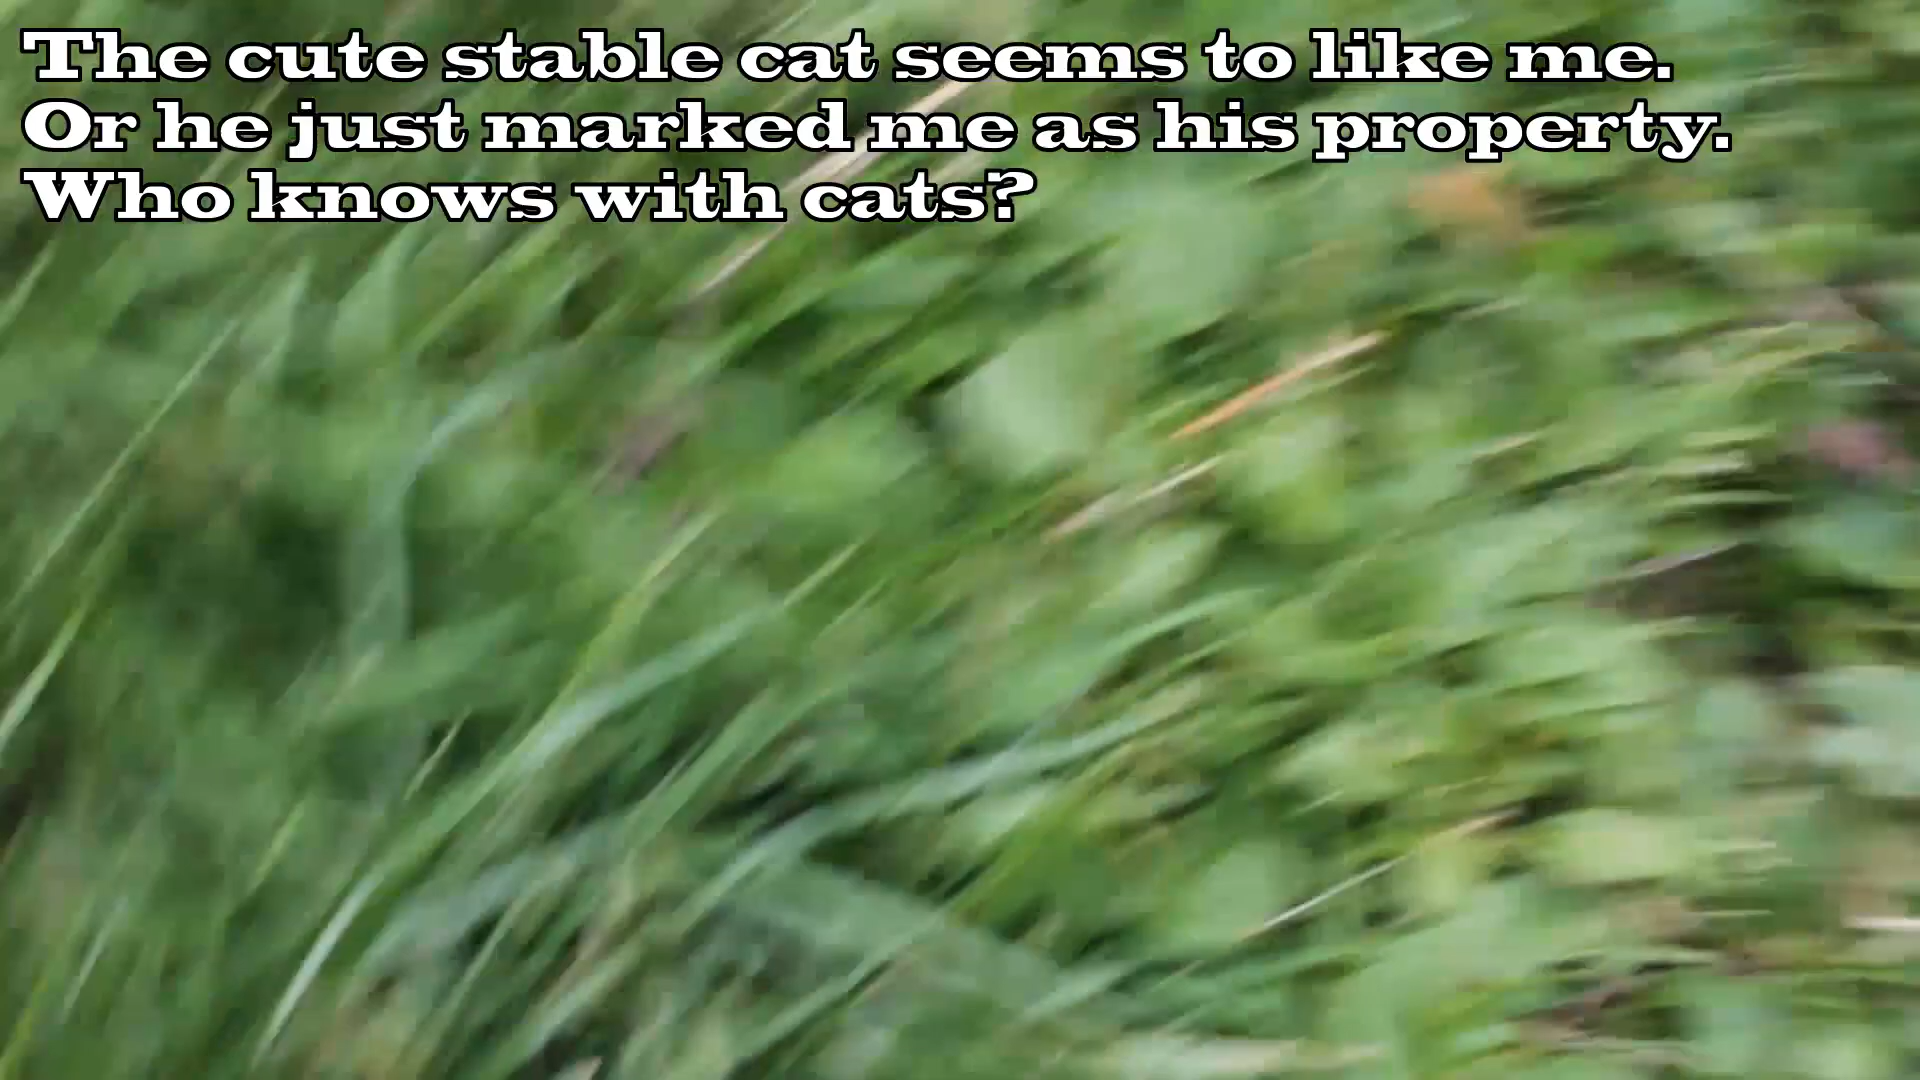 The cute stable cat seems to like me.
Or he just marked me as his property.
Who knows with cats?